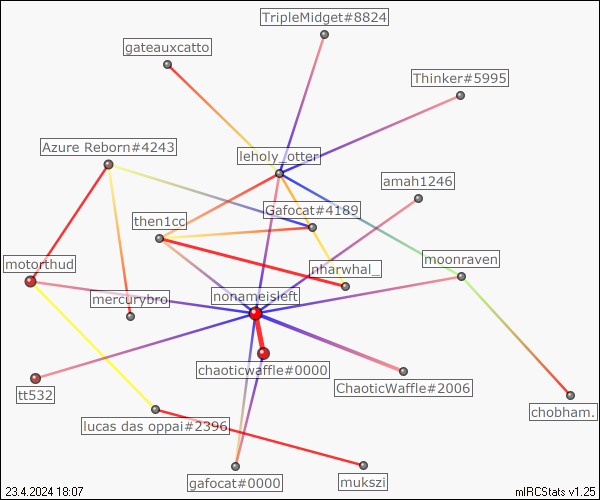 TripleMidget#8824
gateauxcatto
Thinker#5995
Azure Reborn#4243
leholy_otter
amah1246
Gafocat#4189
then1cc
moonraven
motorthud
nharwhal_
mercurybro
nonameisleft
chaoticwaffle#0000
ChaoticWaffle#2006
tt532
chobham.
lucas das oppai#2396
gafocat#0000
mukszi
23.4.2024 18:07
mIRCStats v1.25